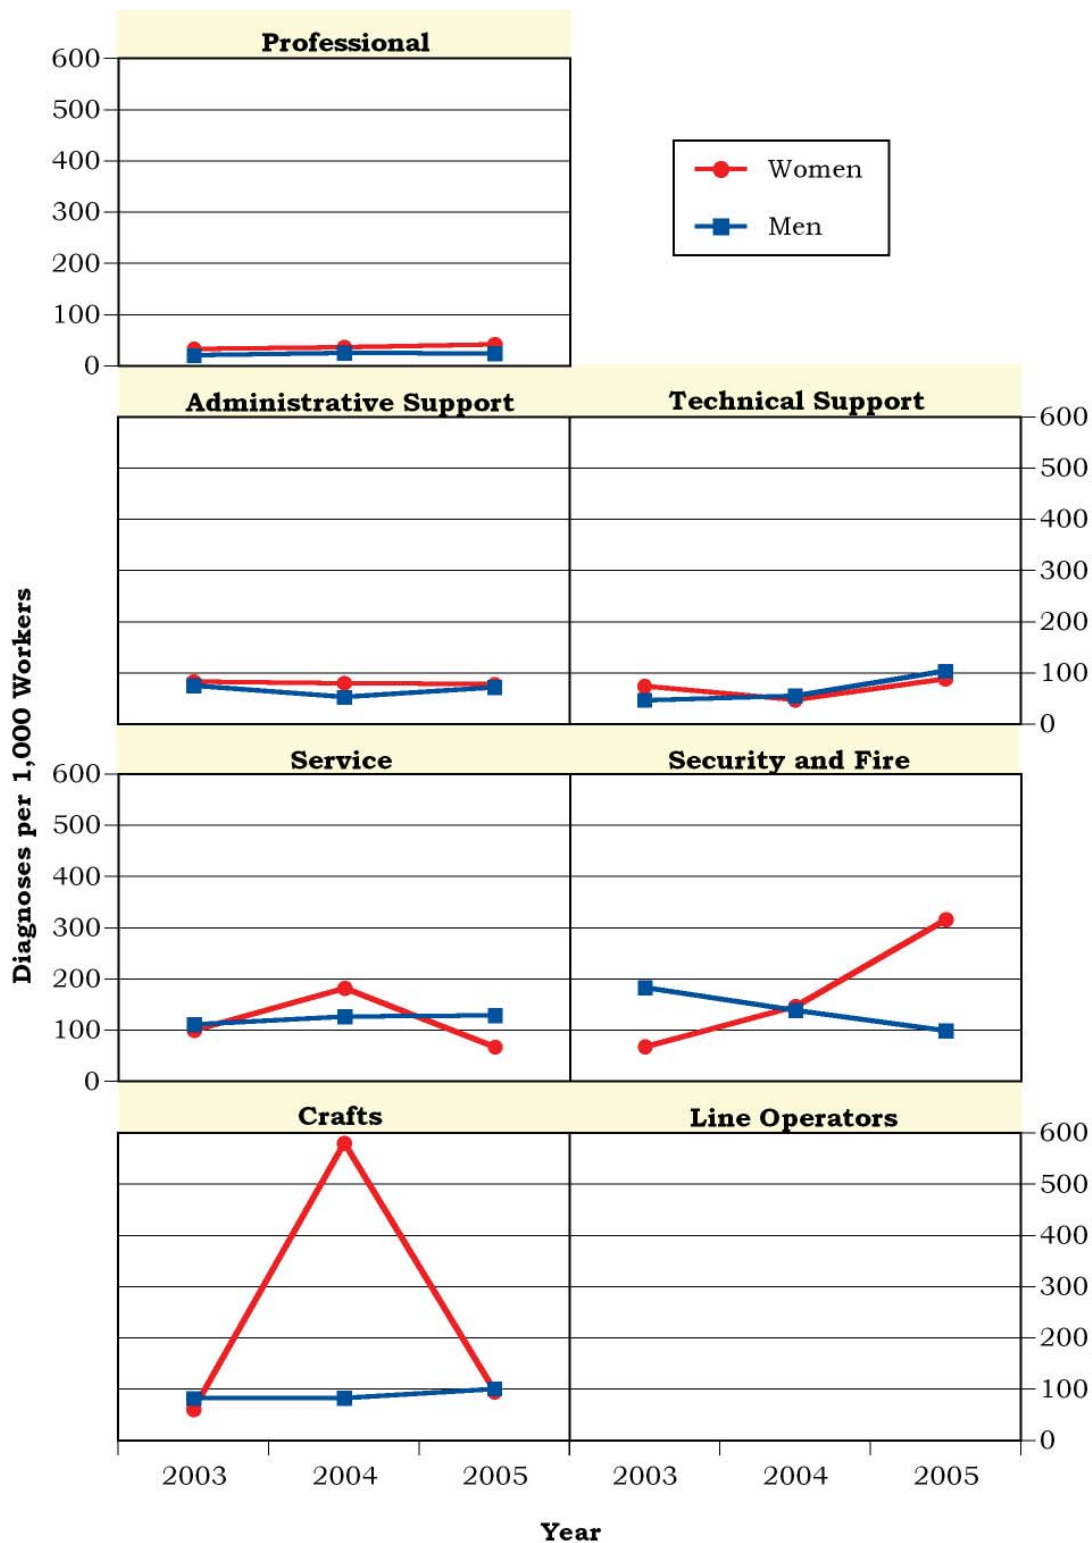 Professional
600
500
400
300
200
100
0
Women
Men
Administrative Support
Technical Support
600
500
400
300
200
100
0
Diagnoses per 1,000 Workers
Service
Security and Fire
600
500
400
300
200
100
0
Crafts
Line Operators
600
500
400
300
200
100
0
2003 2004 2005 2003 2004 2005
Year